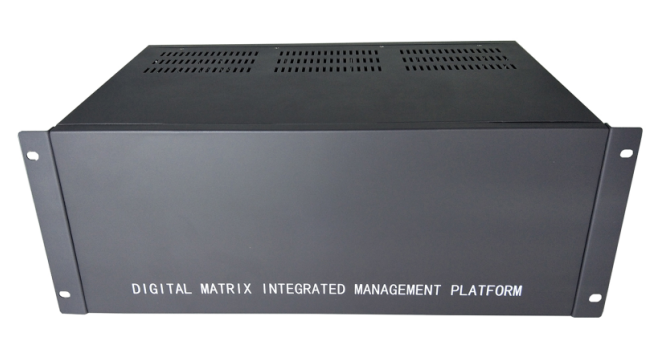 DIGITAL MATRIX INTEGRATED MANAGEMENT PLATFORM